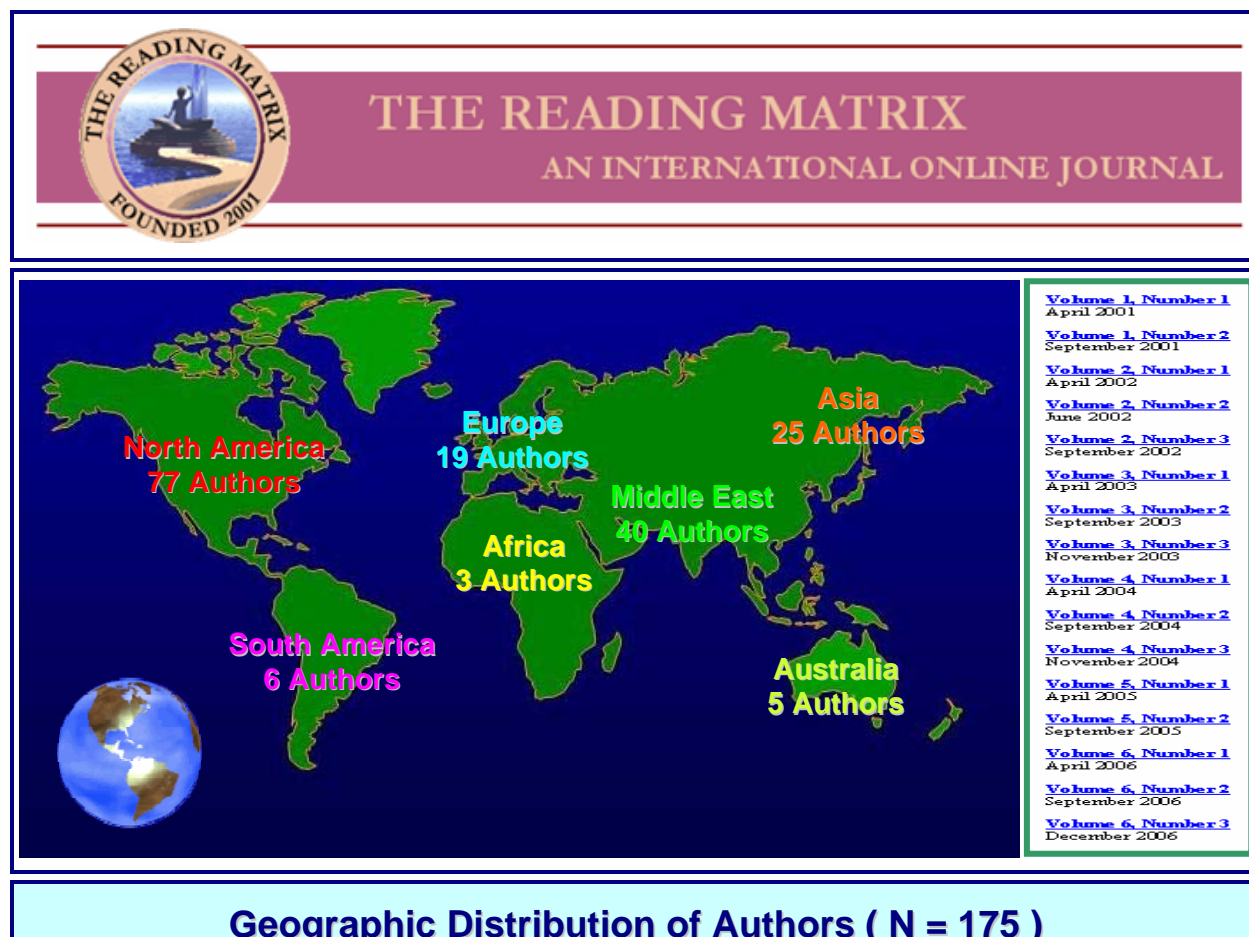 THE READING MATRIX
FOUNDED 2001
THE READING MATRIX
AN INTERNATIONAL ONLINE JOURNAL
North America
77 Authors
Europe
19 Authors
Asia
25 Authors
Middle East
40 Authors
Africa
3 Authors
South America
6 Authors
Australia
5 Authors
Volume 1, Number 1
April 2001
Volume 1, Number 2
September 2001
Volume 2, Number 1
April 2002
Volume 2, Number 2
June 2002
Volume 2, Number 3
September 2002
Volume 3, Number 1
April 2003
Volume 3, Number 2
September 2003
Volume 3, Number 3
November 2003
Volume 4, Number 1
April 2004
Volume 4, Number 2
September 2004
Volume 4, Number 3
November 2004
Volume 5, Number 1
April 2005
Volume 5, Number 2
September 2005
Volume 6, Number 1
April 2006
Volume 6, Number 2
September 2006
Volume 6, Number 3
December 2006
Geographic Distribution of Authors ( N = 175 )